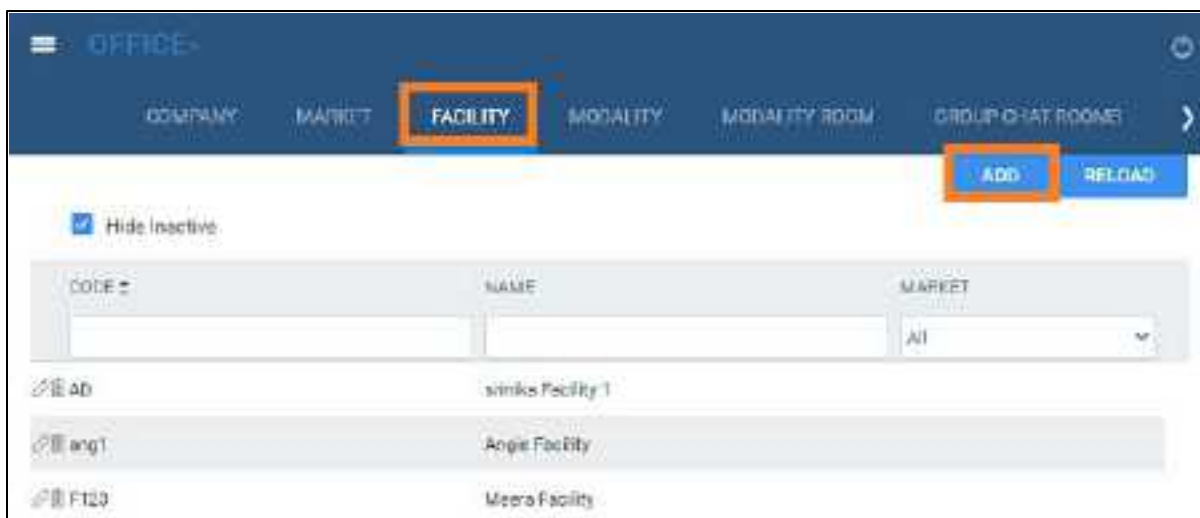 OFFICE
COMPANY MARKET FACILITY MODALITY MODALITY ROOM GROUP CHAT ROOMS
ADD RELOAD
Hide Inactive
CODE NAME MARKET
All
AD Facility 1
ang1 Angie Facility
F123 Meera Facility